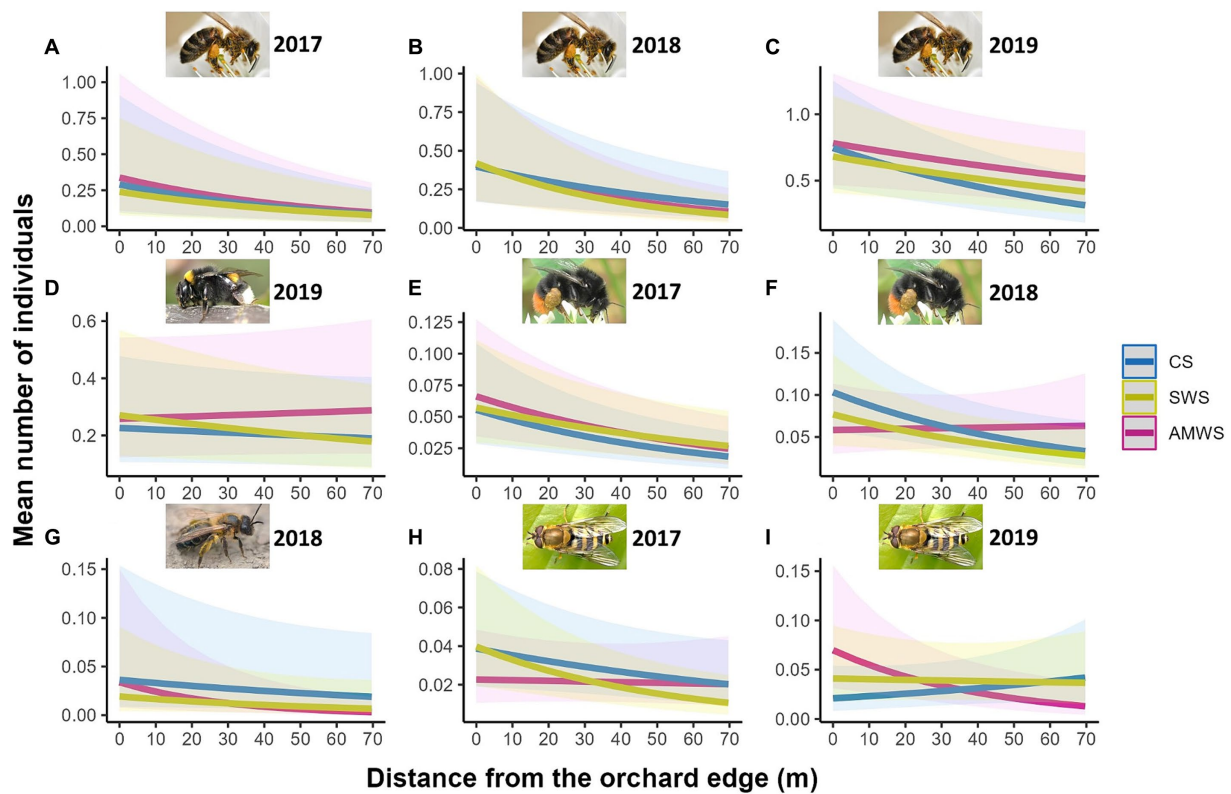 A 2017 B 2018 C 2019
1.00 0.75 0.50 0.25 0.00
0 10 20 30 40 50 60 70
1.00 0.75 0.50 0.25 0.00
0 10 20 30 40 50 60 70
1.0 0.5
0 10 20 30 40 50 60 70
D 2019 E 2017 F 2018
0.6 0.4 0.2
0 10 20 30 40 50 60 70
0.125 0.100 0.075 0.050 0.025
0 10 20 30 40 50 60 70
0.15 0.10 0.05
0 10 20 30 40 50 60 70
G 2018 H 2017 I 2019
0.15 0.10 0.05 0.00
0 10 20 30 40 50 60 70
0.08 0.06 0.04 0.02
0 10 20 30 40 50 60 70
0.15 0.10 0.05 0.00
0 10 20 30 40 50 60 70
Mean number of individuals
Distance from the orchard edge (m)
CS
SWS
AMWS